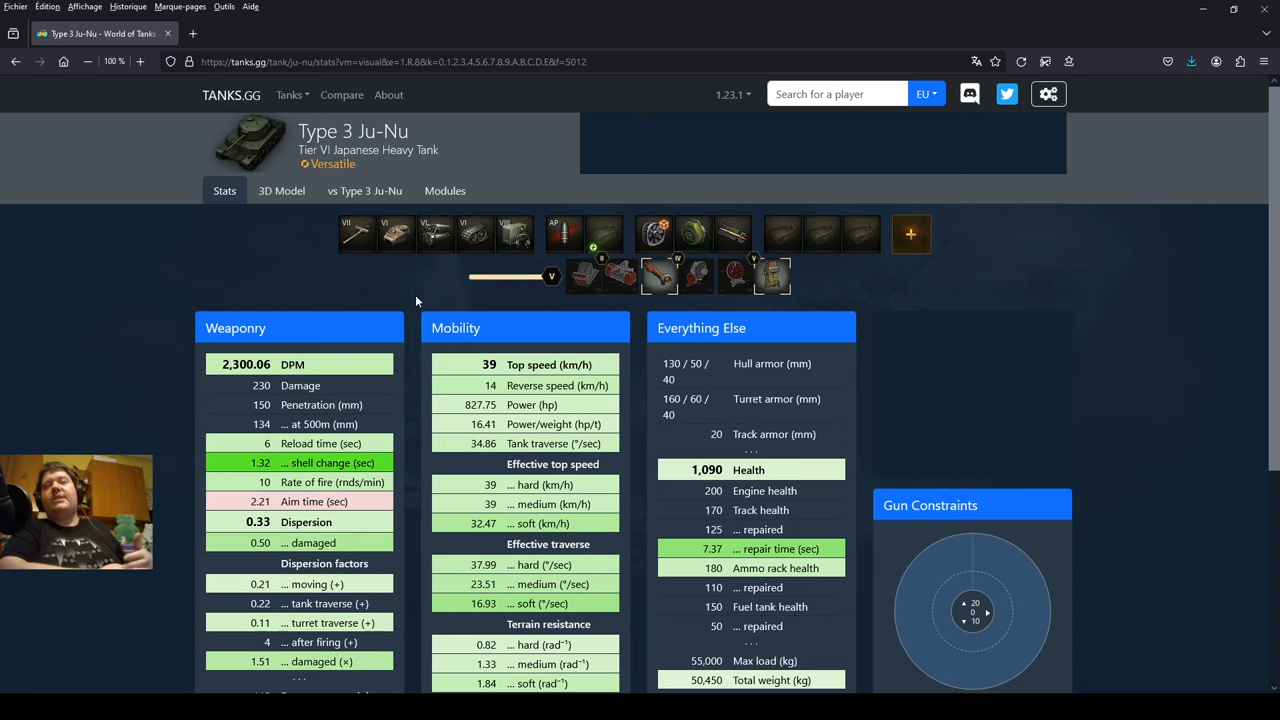 Fichier Édition Affichage Historique Marque-pages Outils Aide
Type 3 Ju-Nu - World of Tanks
100 %
https://tanks.gg/tank/ju-nu/stats?vm=visual&e=1.R.8&k=0.1.2.3.4.5.6.7.8.9.A.B.C.D.E&f=5012
TANKS.GG Tanks Compare About 1.23.1 Search for a player EU
Type 3 Ju-Nu
Tier VI Japanese Heavy Tank
Versatile
Stats 3D Model vs Type 3 Ju-Nu Modules
VII VI VI VI AP
II IV V
V
Weaponry
2,300.06 DPM
230 Damage
150 Penetration (mm)
134 ... at 500m (mm)
6 Reload time (sec)
1.32 ... shell change (sec)
10 Rate of fire (rnds/min)
2.21 Aim time (sec)
0.33 Dispersion
0.50 ... damaged
Dispersion factors
0.21 ... moving (+)
0.22 ... tank traverse (+)
0.11 ... turret traverse (+)
4 ... after firing (+)
1.51 ... damaged (×)
...
Mobility
39 Top speed (km/h)
14 Reverse speed (km/h)
827.75 Power (hp)
16.41 Power/weight (hp/t)
34.86 Tank traverse (°/sec)
Effective top speed
39 ... hard (km/h)
39 ... medium (km/h)
32.47 ... soft (km/h)
Effective traverse
37.99 ... hard (°/sec)
23.51 ... medium (°/sec)
16.93 ... soft (°/sec)
Terrain resistance
0.82 ... hard (rad⁻¹)
1.33 ... medium (rad⁻¹)
1.84 ... soft (rad⁻¹)
Everything Else
130 / 50 / 40 Hull armor (mm)
160 / 60 / 40 Turret armor (mm)
20 Track armor (mm)
...
1,090 Health
200 Engine health
170 Track health
125 ... repaired
7.37 ... repair time (sec)
180 Ammo rack health
110 ... repaired
150 Fuel tank health
50 ... repaired
...
55,000 Max load (kg)
50,450 Total weight (kg)
Gun Constraints
20
0
10